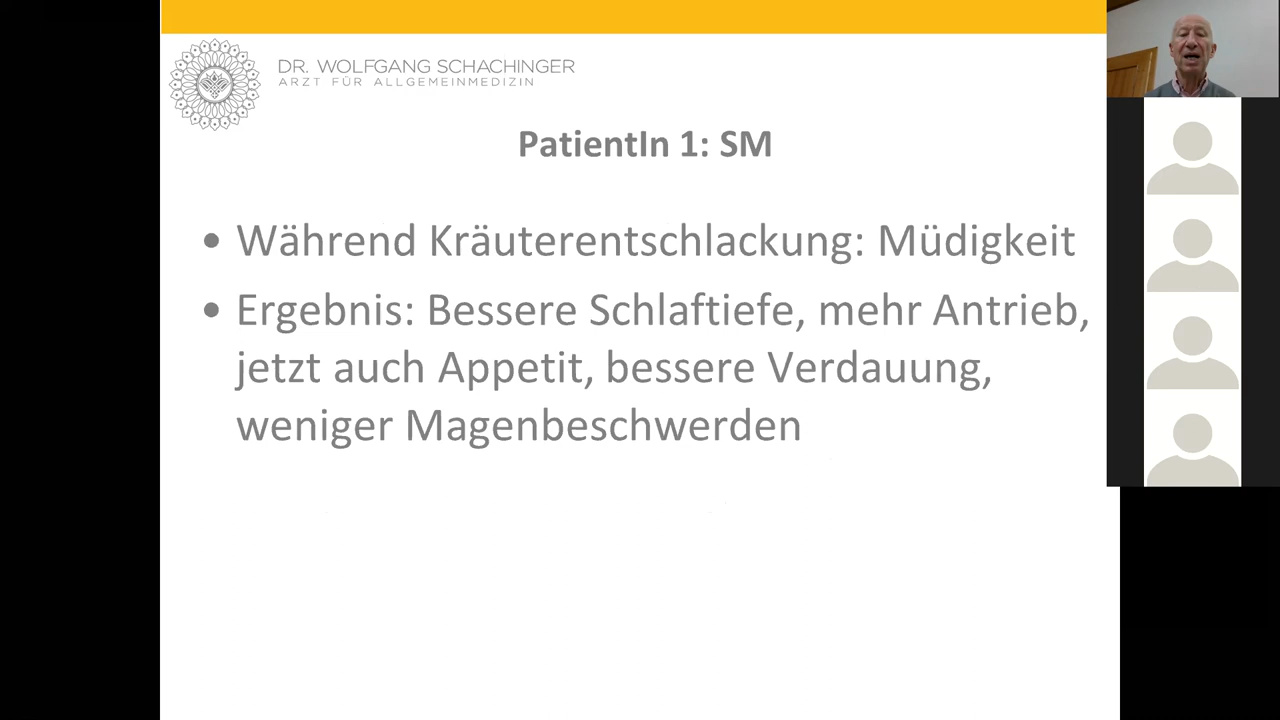 DR. WOLFGANG SCHACHINGER
ARZT FÜR ALLGEMEINMEDIZIN
PatientIn 1: SM
• Während Kräuterentschlackung: Müdigkeit
• Ergebnis: Bessere Schlaftiefe, mehr Antrieb,
jetzt auch Appetit, bessere Verdauung,
weniger Magenbeschwerden